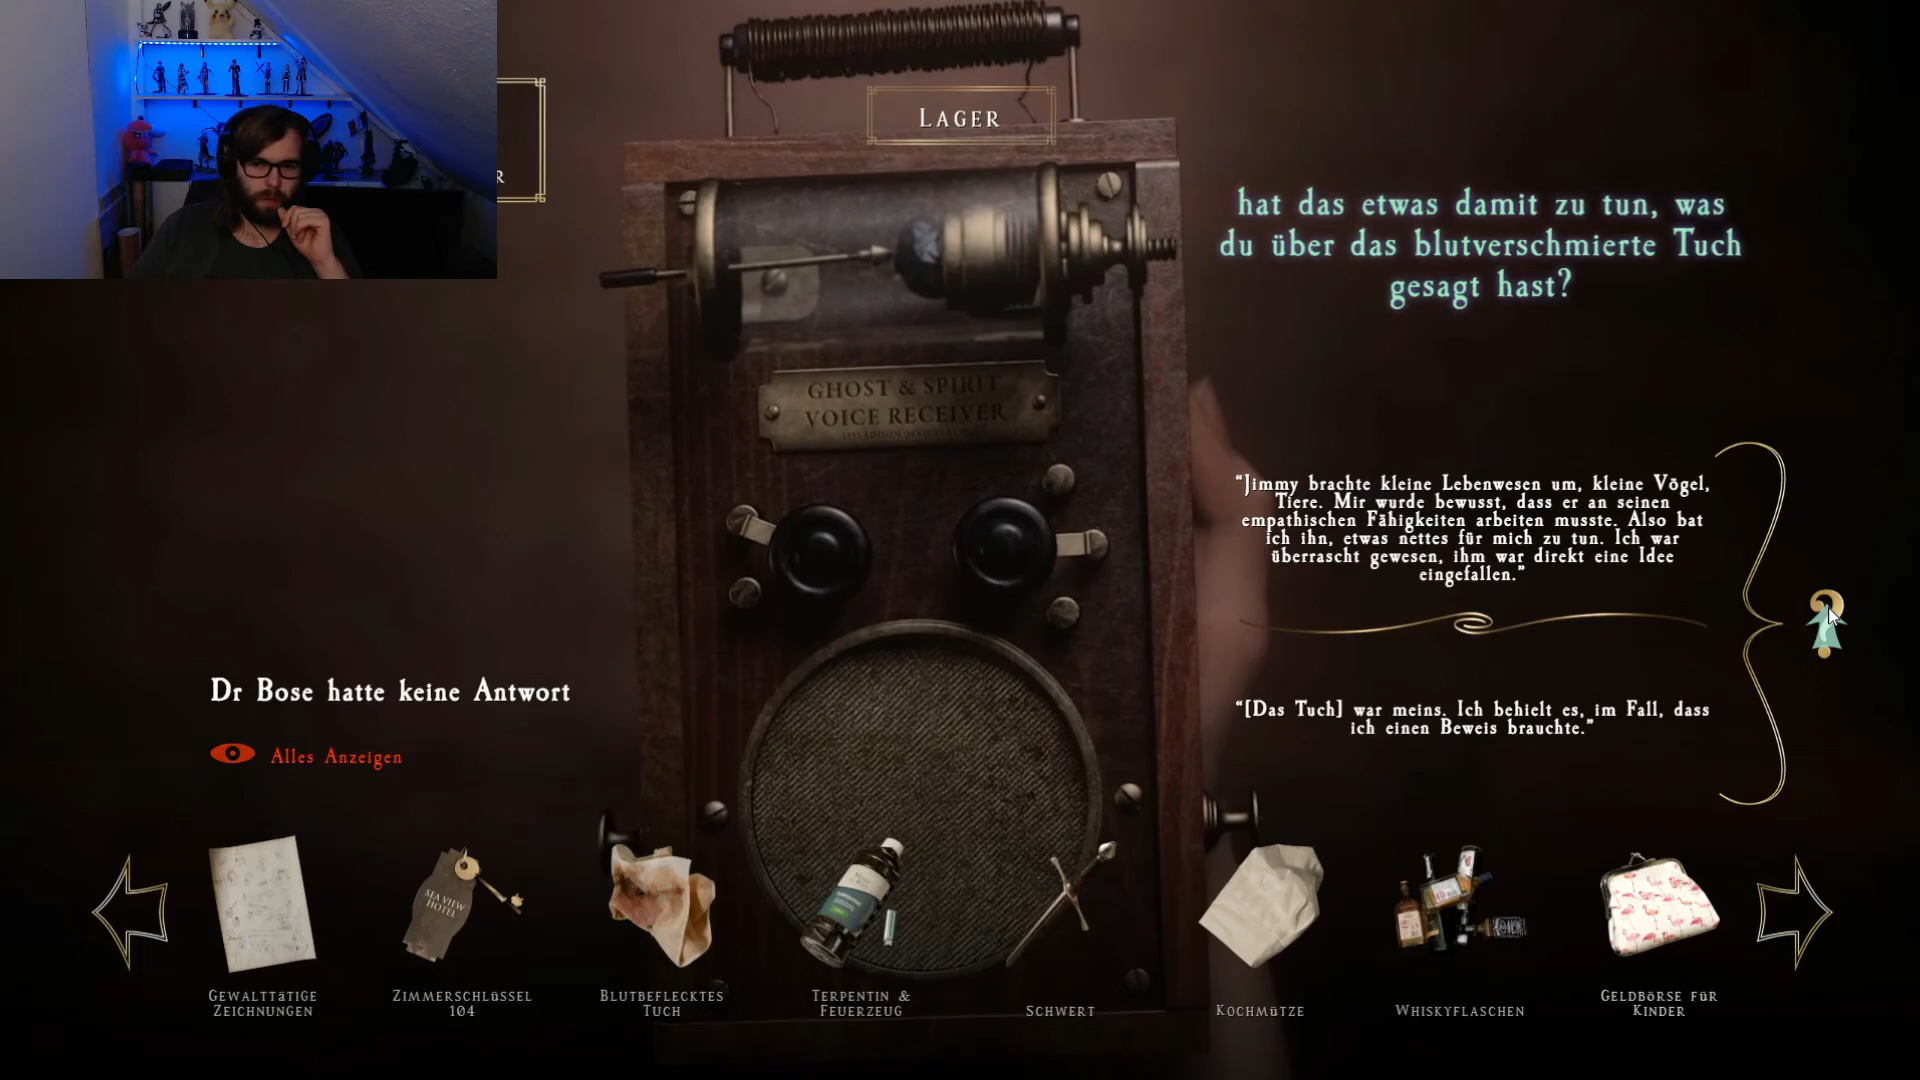 R
LAGER
hat das etwas damit zu tun, was
du über das blutverschmierte Tuch
gesagt hast?
GHOST & SPIRIT
VOICE RECEIVER
“Jimmy brachte kleine Lebenwesen um, kleine Vögel,
Tiere. Mir wurde bewusst, dass er an seinen
empathischen Fähigkeiten arbeiten musste. Also bat
ich ihn, etwas nettes für mich zu tun. Ich war
überrascht gewesen, ihm war direkt eine Idee
eingefallen.”
“[Das Tuch] war meins. Ich behielt es, im Fall, dass
ich einen Beweis brauchte.”
Dr Bose hatte keine Antwort
Alles Anzeigen
SEA VIEW
HOTEL
GEWALTTäTIGE
ZEICHNUNGEN
ZIMMERSCHLüSSEL
104
BLUTBEFLECKTES
TUCH
TERPENTIN &
FEUERZEUG
SCHWERT
KOCHMüTZE
WHISKYFLASCHEN
GELDBöRSE FüR
KINDER